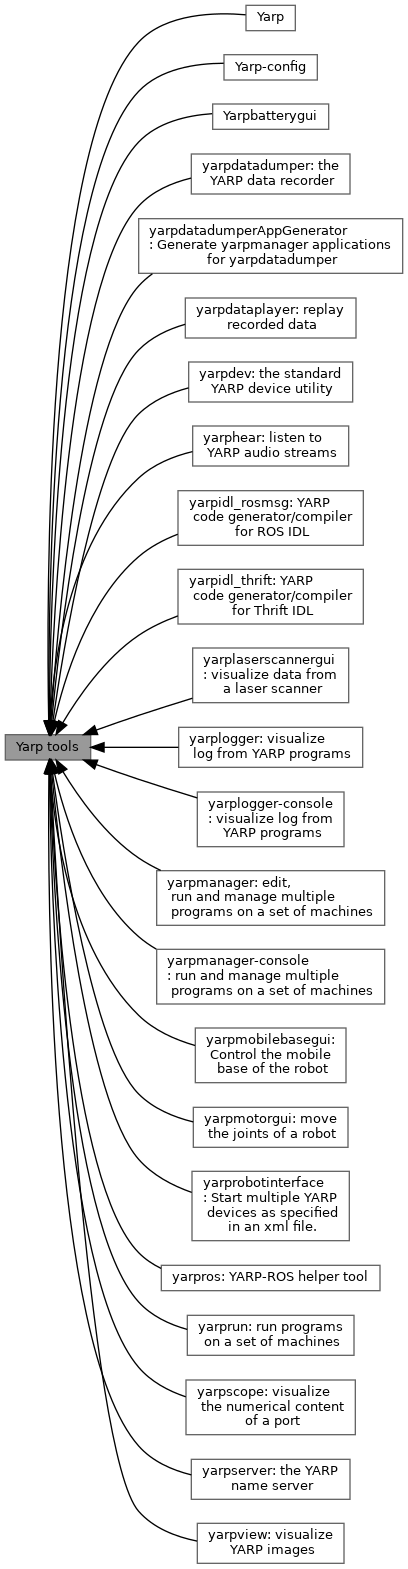 Yarp
Yarp-config
Yarpbatterygui
yarpdatadumper: the
YARP data recorder
yarpdatadumperAppGenerator
: Generate yarpmanager applications
for yarpdatadumper
yarpdataplayer: replay
recorded data
yarpdev: the standard
YARP device utility
yarphear: listen to
YARP audio streams
yarpidl_rosmsg: YARP
code generator/compiler
for ROS IDL
yarpidl_thrift: YARP
code generator/compiler
for Thrift IDL
yarplaserscannergui
: visualize data from
a laser scanner
Yarp tools
yarplogger: visualize
log from YARP programs
yarplogger-console
: visualize log from
YARP programs
yarpmanager: edit,
run and manage multiple
programs on a set of machines
yarpmanager-console
: run and manage multiple
programs on a set of machines
yarpmobilebasegui:
Control the mobile
base of the robot
yarpmotorgui: move
the joints of a robot
yarprobotinterface
: Start multiple YARP
devices as specified
in an xml file.
yarpros: YARP-ROS helper tool
yarprun: run programs
on a set of machines
yarpscope: visualize
the numerical content
of a port
yarpserver: the YARP
name server
yarpview: visualize
YARP images